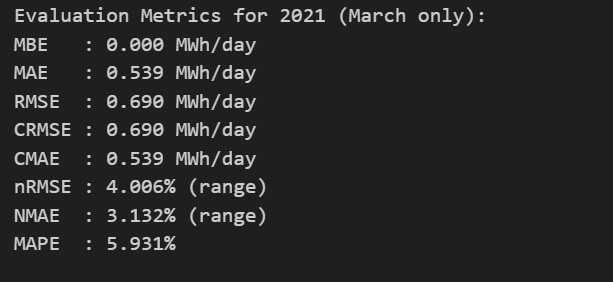 Evaluation Metrics for 2021 (March only):
MBE   : 0.000 MWh/day
MAE   : 0.539 MWh/day
RMSE  : 0.690 MWh/day
CRMSE : 0.690 MWh/day
CMAE  : 0.539 MWh/day
nRMSE : 4.006% (range)
NMAE  : 3.132% (range)
MAPE  : 5.931%